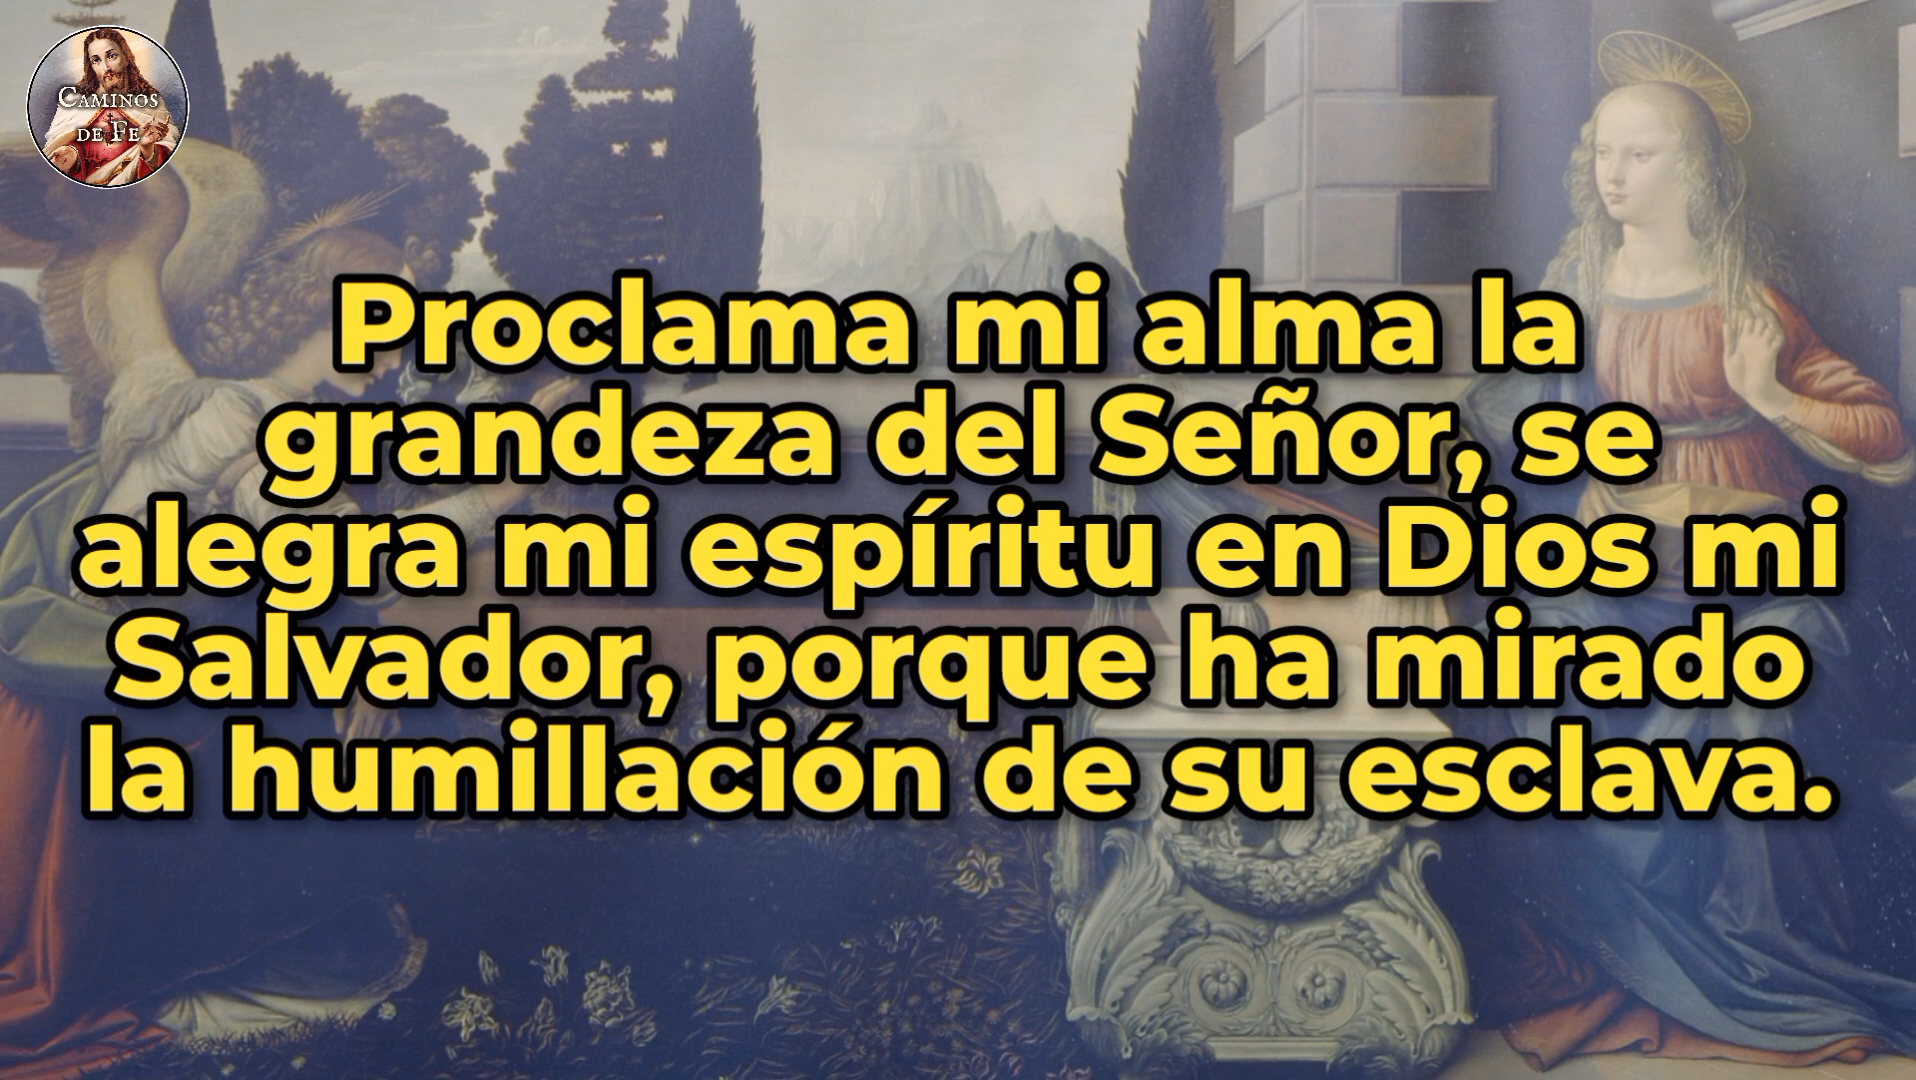 CAMINOS
DE FE
Proclama mi alma la
grandeza del Señor, se
alegra mi espíritu en Dios mi
Salvador, porque ha mirado
la humillación de su esclava.